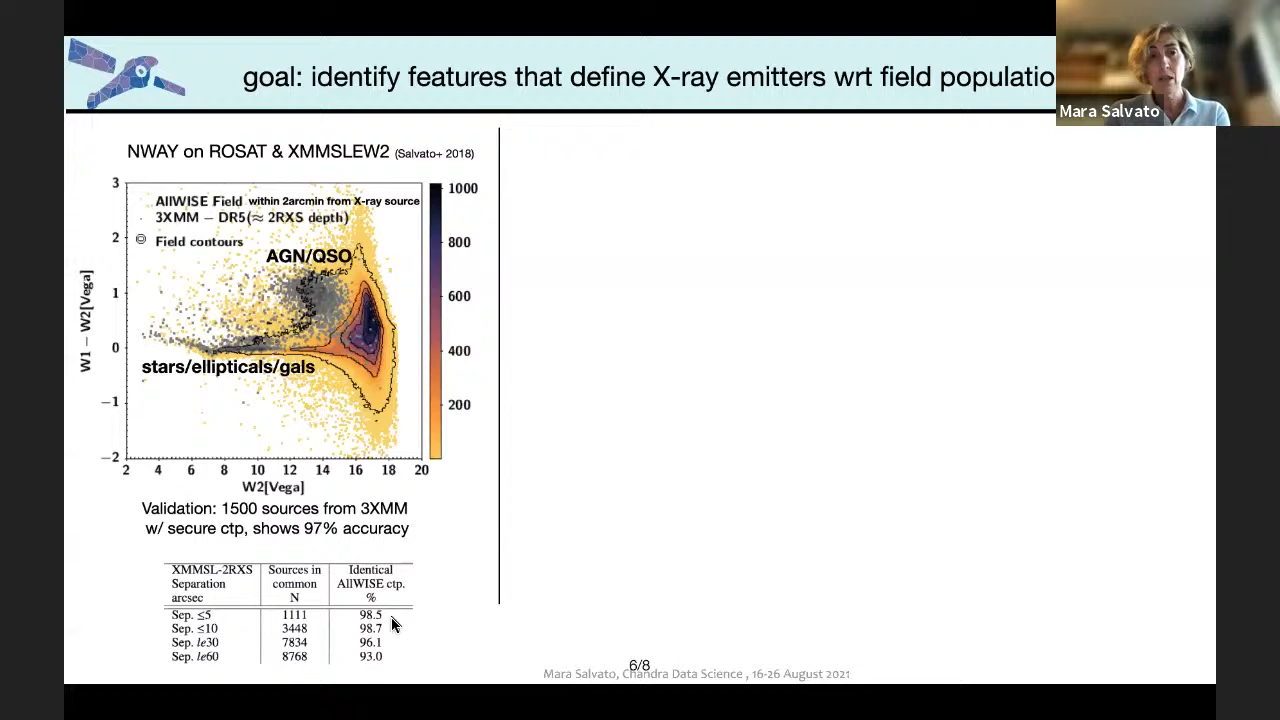 goal: identify features that define X-ray emitters wrt field populatio
Mara Salvato
NWAY on ROSAT & XMMSLEW2 (Salvato+ 2018)
AllWISE Field within 2arcmin from X-ray source
3XMM − DR5(≈ 2RXS depth)
Field contours
AGN/QSO
stars/ellipticals/gals
W1 − W2[Vega]
3
2
1
0
−1
−2
2 4 6 8 10 12 14 16 18 20
W2[Vega]
1000
800
600
400
200
Validation: 1500 sources from 3XMM
w/ secure ctp, shows 97% accuracy
XMMSL-2RXS Sources in Identical
Separation common AllWISE ctp.
arcsec N %
Sep. ≤5 1111 98.5
Sep. ≤10 3448 98.7
Sep. le30 7834 96.1
Sep. le60 8768 93.0
6/8
Mara Salvato, Chandra Data Science , 16-26 August 2021